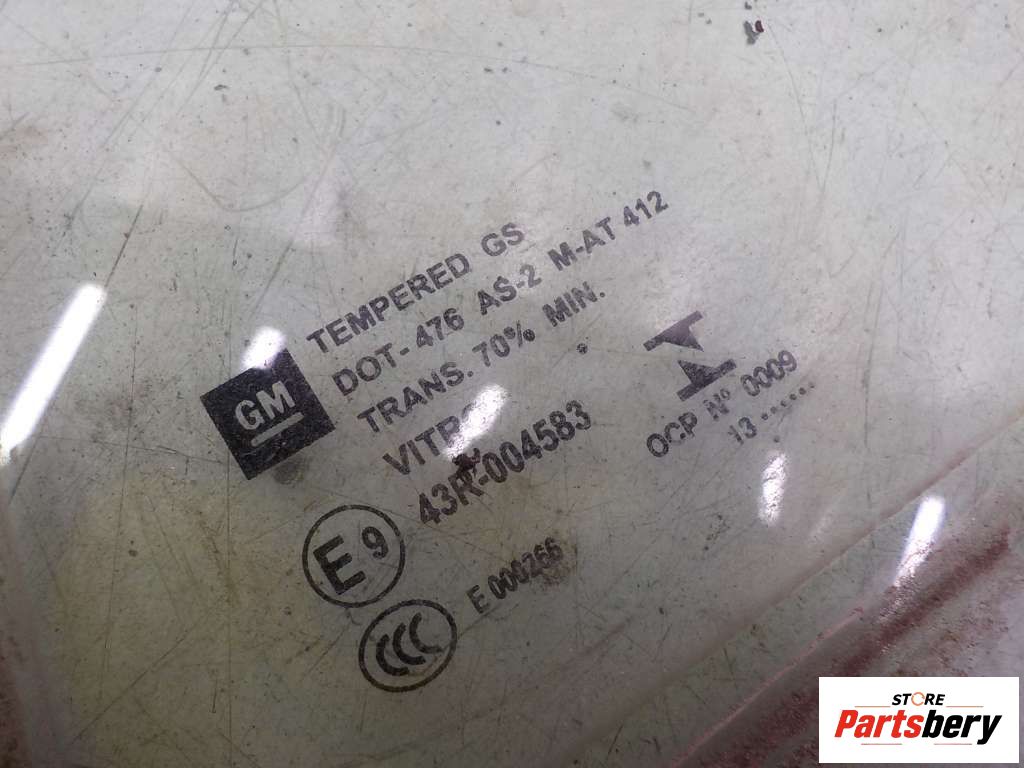 GM
TEMPERED GS
DOT-476 AS-2 M-AT 412
TRANS. 70% MIN.
43R-004583
E 9
CCC
E 000266
OCP Nº 0009
13.....
STORE
Partsbery